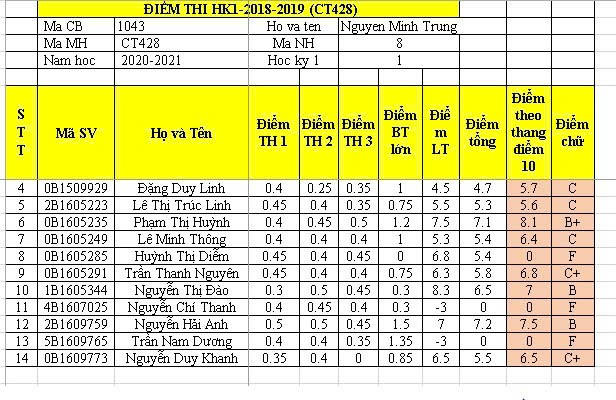 ĐIỂM THI HK1-2018-2019 (CT428)
Ma CB 1043 Ho va ten Nguyen Minh Trung
Ma MH CT428 Ma NH 8
Nam hoc 2020-2021 Hoc ky 1 1
STT Mã SV Họ và Tên Điểm TH 1 Điểm TH 2 Điểm TH 3 Điểm BT lớn Điểm LT Điểm tổng Điểm theo thang điểm 10 Điểm chữ
4 0B1509929 Đặng Duy Linh 0.4 0.25 0.35 1 4.5 4.7 5.7 C
5 2B1605223 Lê Thị Trúc Linh 0.45 0.4 0.35 0.75 5.5 5.3 5.6 C
6 0B1605235 Phạm Thị Huỳnh 0.4 0.45 0.5 1.2 7.5 7.1 8.1 B+
7 0B1605249 Lê Minh Thông 0.4 0.4 0.4 1 5.3 5.4 6.4 C
8 0B1605285 Huỳnh Thị Diễm 0.45 0.4 0.45 0 6.8 5.4 0 F
9 0B1605291 Trần Thanh Nguyên 0.45 0.4 0.4 0.75 6.3 5.8 6.8 C+
10 1B1605344 Nguyễn Thị Đào 0.3 0.5 0.45 0.3 8.3 6.5 7 B
11 4B1607025 Nguyễn Chí Thanh 0.4 0.45 0.4 0.3 -3 0 0 F
12 2B1609759 Nguyễn Hải Anh 0.5 0.5 0.45 1.5 7 7.2 7.5 B
13 5B1609765 Trần Nam Dương 0.4 0.4 0.4 1.35 -3 0 0 F
14 0B1609773 Nguyễn Duy Khanh 0.35 0.4 0 0.85 6.5 5.5 6.5 C+